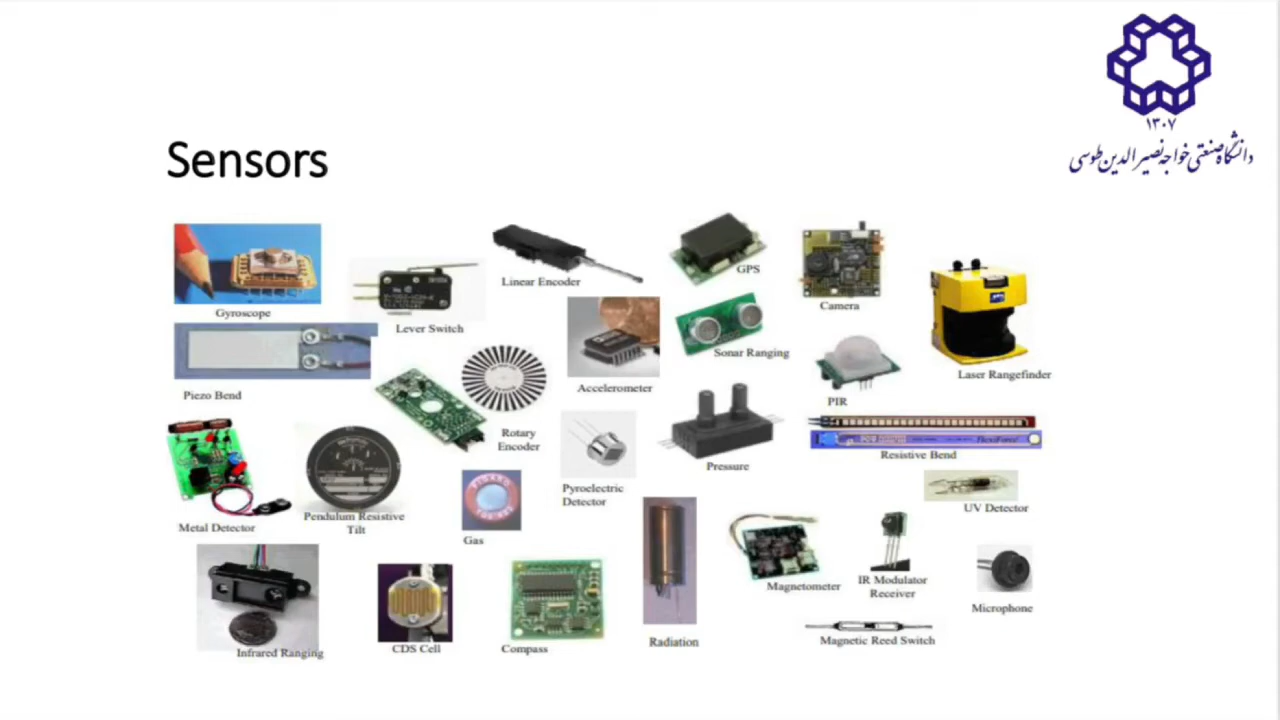 ۱۳۰۷
دانشگاه صنعتی خواجه نصیرالدین طوسی
Sensors
Gyroscope
Lever Switch
Linear Encoder
GPS
Camera
Sonar Ranging
Laser Rangefinder
Piezo Bend
Accelerometer
PIR
Rotary
Encoder
Pressure
Resistive Bend
Metal Detector
Pendulum Resistive
Tilt
Gas
Pyroelectric
Detector
UV Detector
Magnetometer
IR Modulator
Receiver
Microphone
Infrared Ranging
CDS Cell
Compass
Radiation
Magnetic Reed Switch